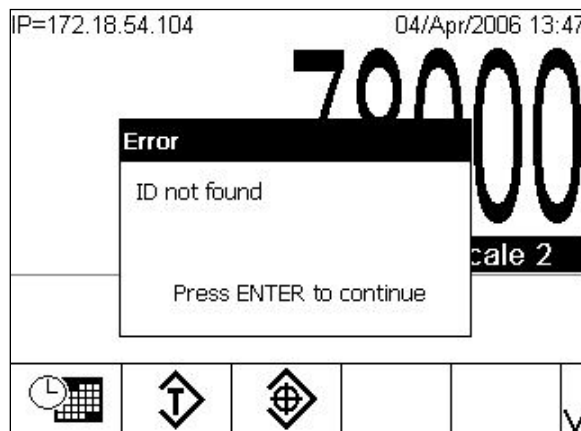 IP=172.18.54.104
04/Apr/2006 13:47
Error
ID not found
Press ENTER to continue
2
T